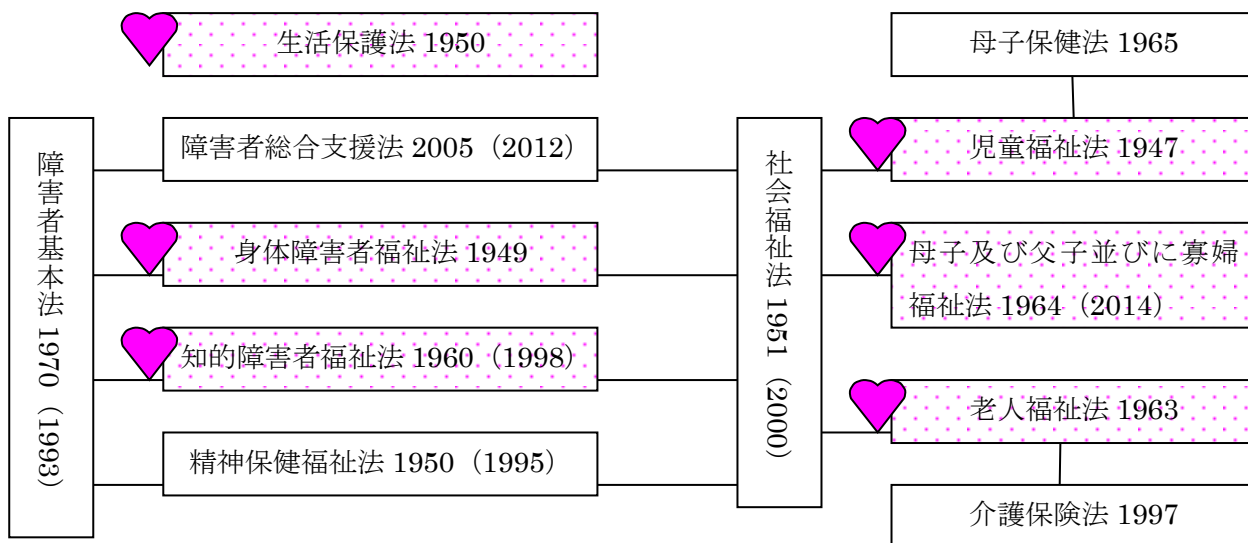 生活保護法 1950
母子保健法 1965
障害者基本法 1970（1993）
障害者総合支援法 2005（2012）
社会福祉法 1951（2000）
児童福祉法 1947
身体障害者福祉法 1949
母子及び父子並びに寡婦
福祉法 1964（2014）
知的障害者福祉法 1960（1998）
老人福祉法 1963
精神保健福祉法 1950（1995）
介護保険法 1997